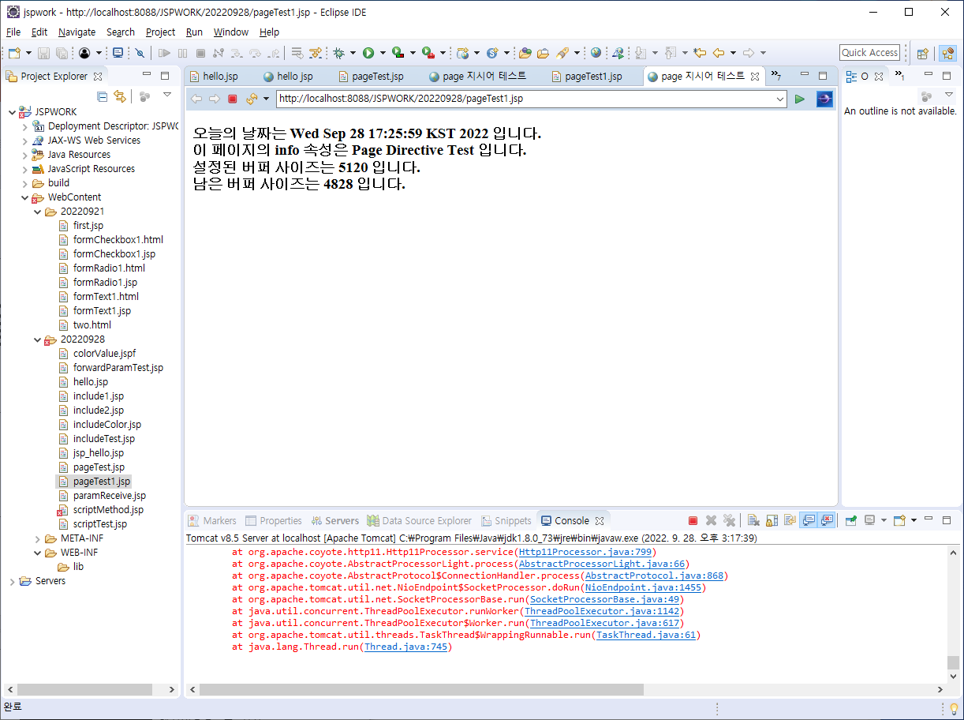 jspwork - http://localhost:8088/JSPWORK/20220928/pageTest1.jsp - Eclipse IDE
File Edit Navigate Search Project Run Window Help
Quick Access
Project Explorer
hello.jsp hello jsp pageTest.jsp page 지시어 테스트 pageTest1.jsp page 지시어 테스트 »7
O »1
http://localhost:8088/JSPWORK/20220928/pageTest1.jsp
An outline is not available.
JSPWORK
Deployment Descriptor: JSPWO
JAX-WS Web Services
Java Resources
JavaScript Resources
build
WebContent
20220921
first.jsp
formCheckbox1.html
formCheckbox1.jsp
formRadio1.html
formRadio1.jsp
formText1.html
formText1.jsp
two.html
20220928
colorValue.jspf
forwardParamTest.jsp
hello.jsp
include1.jsp
include2.jsp
includeColor.jsp
includeTest.jsp
jsp_hello.jsp
pageTest.jsp
pageTest1.jsp
paramReceive.jsp
scriptMethod.jsp
scriptTest.jsp
META-INF
WEB-INF
lib
Servers
오늘의 날짜는 Wed Sep 28 17:25:59 KST 2022 입니다.
이 페이지의 info 속성은 Page Directive Test 입니다.
설정된 버퍼 사이즈는 5120 입니다.
남은 버퍼 사이즈는 4828 입니다.
Markers Properties Servers Data Source Explorer Snippets Console
Tomcat v8.5 Server at localhost [Apache Tomcat] C:₩Program Files₩Java₩jdk1.8.0_73₩jre₩bin₩javaw.exe (2022. 9. 28. 오후 3:17:39)
at org.apache.coyote.http11.Http11Processor.service(Http11Processor.java:799)
at org.apache.coyote.AbstractProcessorLight.process(AbstractProcessorLight.java:66)
at org.apache.coyote.AbstractProtocol$ConnectionHandler.process(AbstractProtocol.java:868)
at org.apache.tomcat.util.net.NioEndpoint$SocketProcessor.doRun(NioEndpoint.java:1455)
at org.apache.tomcat.util.net.SocketProcessorBase.run(SocketProcessorBase.java:49)
at java.util.concurrent.ThreadPoolExecutor.runWorker(ThreadPoolExecutor.java:1142)
at java.util.concurrent.ThreadPoolExecutor$Worker.run(ThreadPoolExecutor.java:617)
at org.apache.tomcat.util.threads.TaskThread$WrappingRunnable.run(TaskThread.java:61)
at java.lang.Thread.run(Thread.java:745)
완료